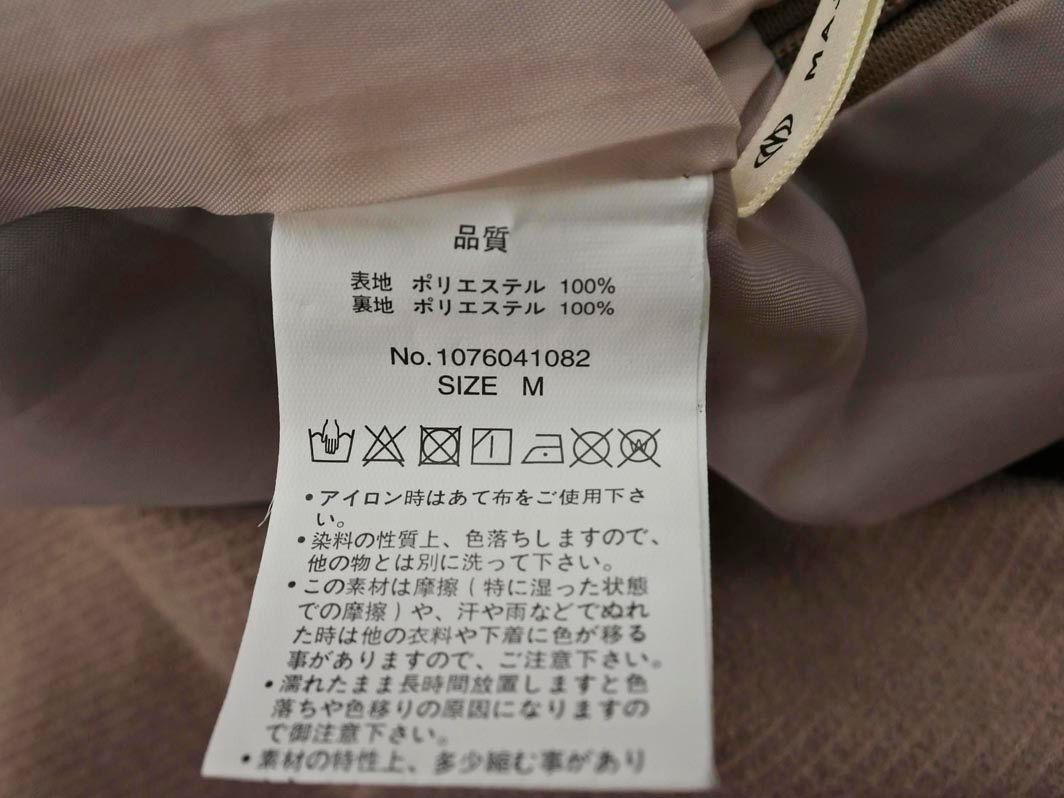 MA
品質
表地 ポリエステル 100%
裏地 ポリエステル 100%
No.1076041082
SIZE M
・アイロン時はあて布をご使用下さ
い。
・染料の性質上、色落ちしますので、
他の物とは別に洗って下さい。
・この素材は摩擦(特に湿った状態
での摩擦)や、汗や雨などでぬれ
た時は他の衣料や下着に色が移る
事がありますので、ご注意下さい。
・濡れたまま長時間放置しますと色
落ちや色移りの原因になりますの
で御注意下さい。
・素材の特性上、多少縮む事があり